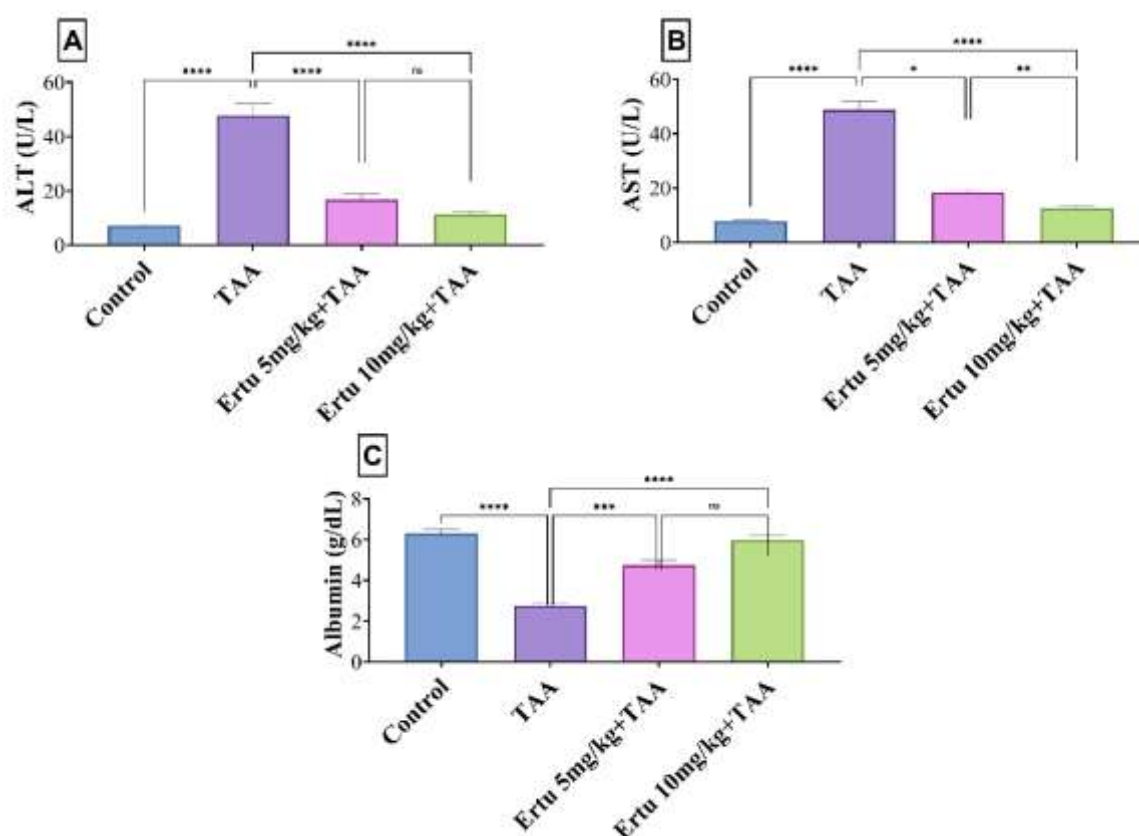 A
****
**** **** ns
ALT (U/L)
60
40
20
0
Control
TAA
Ertu 5mg/kg+TAA
Ertu 10mg/kg+TAA
B
****
**** * **
AST (U/L)
60
40
20
0
Control
TAA
Ertu 5mg/kg+TAA
Ertu 10mg/kg+TAA
C
****
**** *** ns
Albumin (g/dL)
8
6
4
2
0
Control
TAA
Ertu 5mg/kg+TAA
Ertu 10mg/kg+TAA